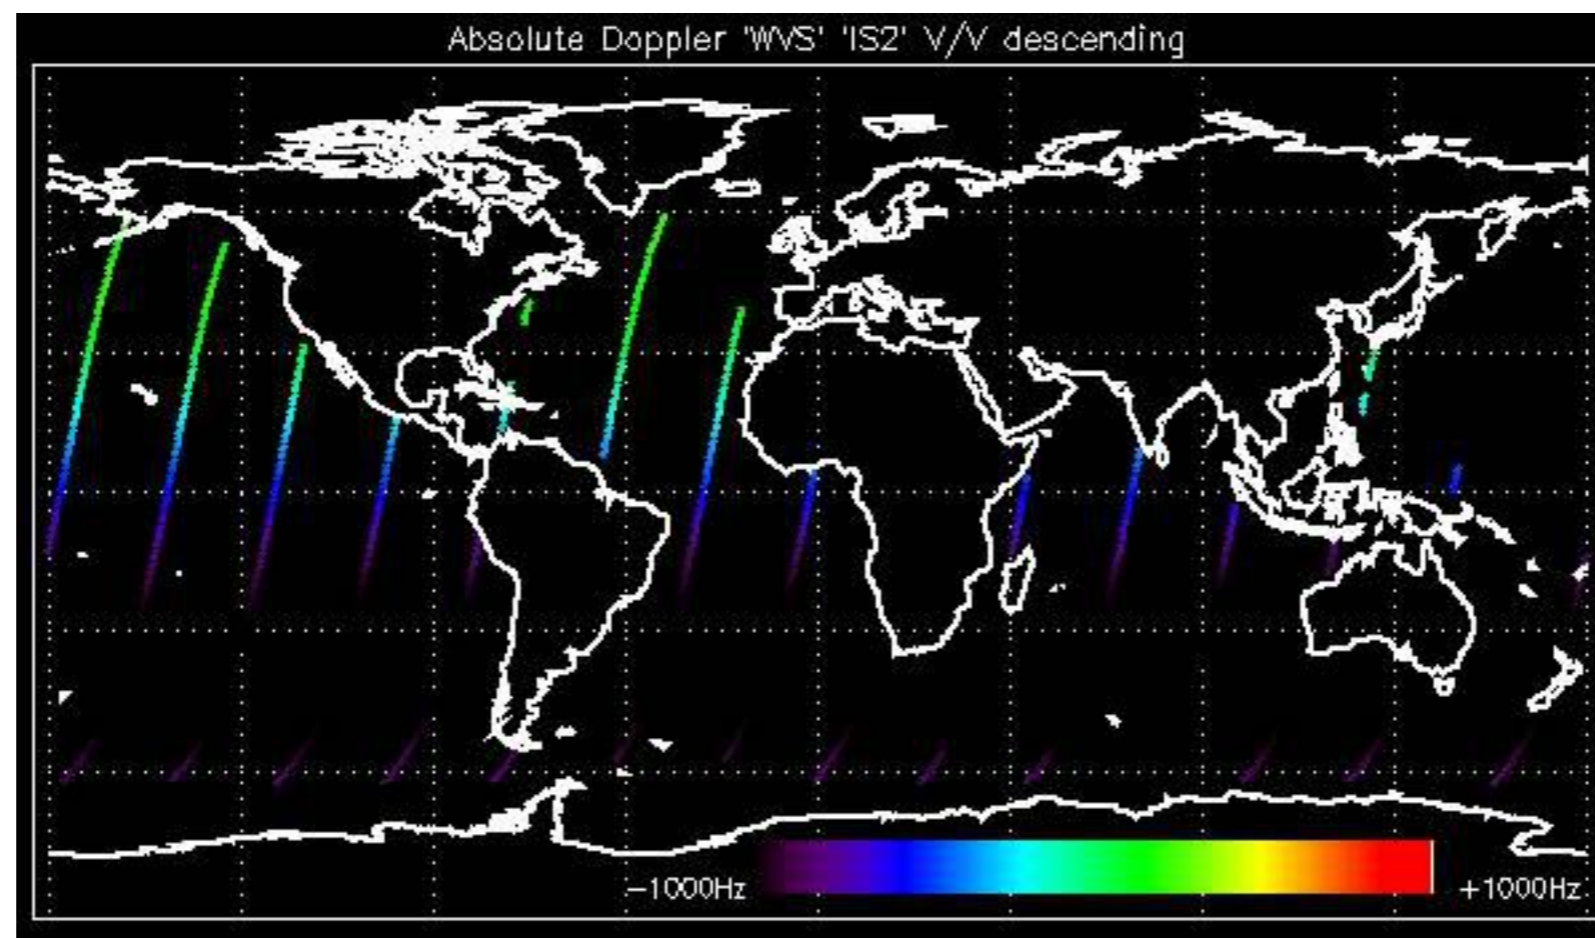 Absolute Doppler 'WVS' 'IS2' V/V descending
−1000Hz
+1000Hz